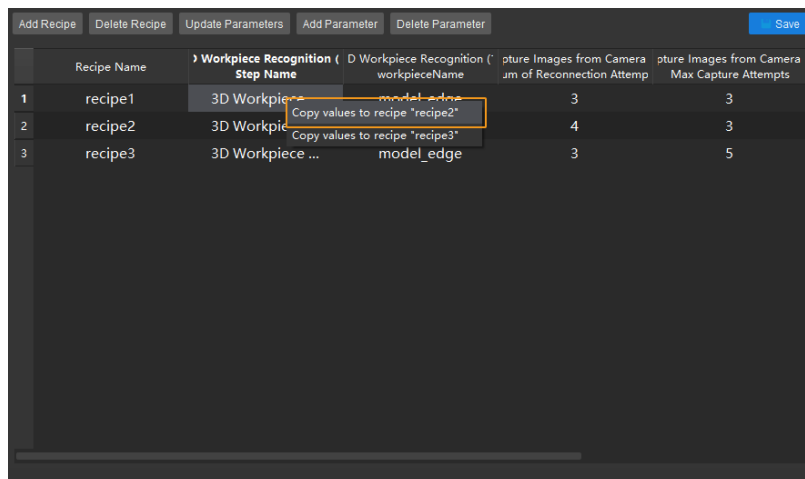 Add Recipe Delete Recipe Update Parameters Add Parameter Delete Parameter Save
Recipe Name Workpiece Recognition ( D Workpiece Recognition ( pture Images from Camera pture Images from Camera
Step Name workpieceName um of Reconnection Attemp Max Capture Attempts
1 recipe1 3D Workpiece model_edge 3 3
Copy values to recipe "recipe2"
2 recipe2 3D 4 3
Copy values to recipe "recipe3"
3 recipe3 3D Workpiece ... model_edge 3 5